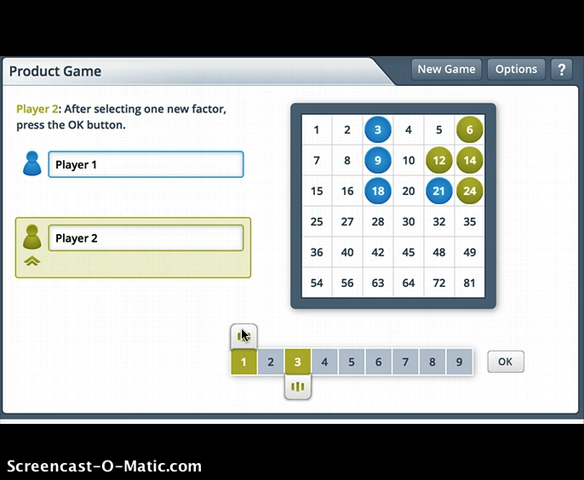 Product Game
New Game
Options
?
Player 2: After selecting one new factor,
press the OK button.
Player 1
Player 2
1 2 3 4 5 6
7 8 9 10 12 14
15 16 18 20 21 24
25 27 28 30 32 35
36 40 42 45 48 49
54 56 63 64 72 81
1 2 3 4 5 6 7 8 9
OK
Screencast-O-Matic.com